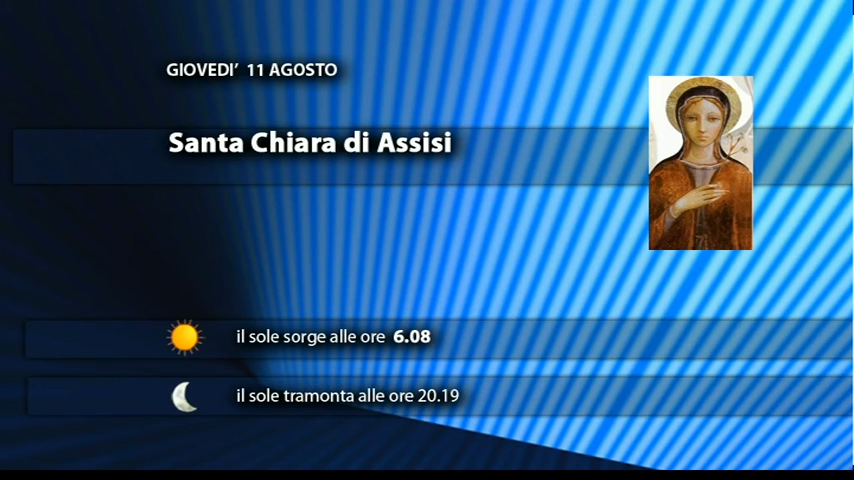 GIOVEDI’ 11 AGOSTO
Santa Chiara di Assisi
il sole sorge alle ore 6.08
il sole tramonta alle ore 20.19